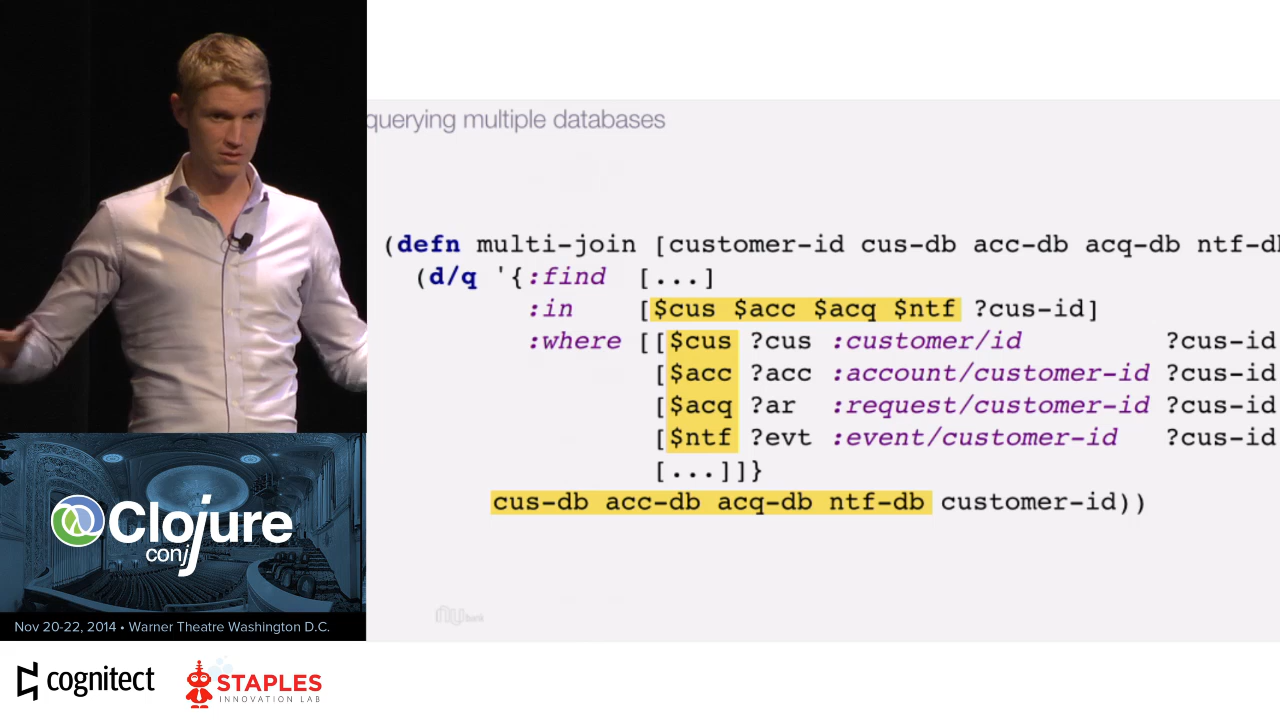 querying multiple databases
(defn multi-join [customer-id cus-db acc-db acq-db ntf-db
(d/q '{:find [...]
:in [$cus $acc $acq $ntf ?cus-id]
:where [[$cus ?cus :customer/id ?cus-id
[$acc ?acc :account/customer-id ?cus-id
[$acq ?ar :request/customer-id ?cus-id
[$ntf ?evt :event/customer-id ?cus-id
[...]]}
cus-db acc-db acq-db ntf-db customer-id))
nubank
Clojure
conj
Nov 20-22, 2014 • Warner Theatre Washington D.C.
cognitect
STAPLES
INNOVATION LAB